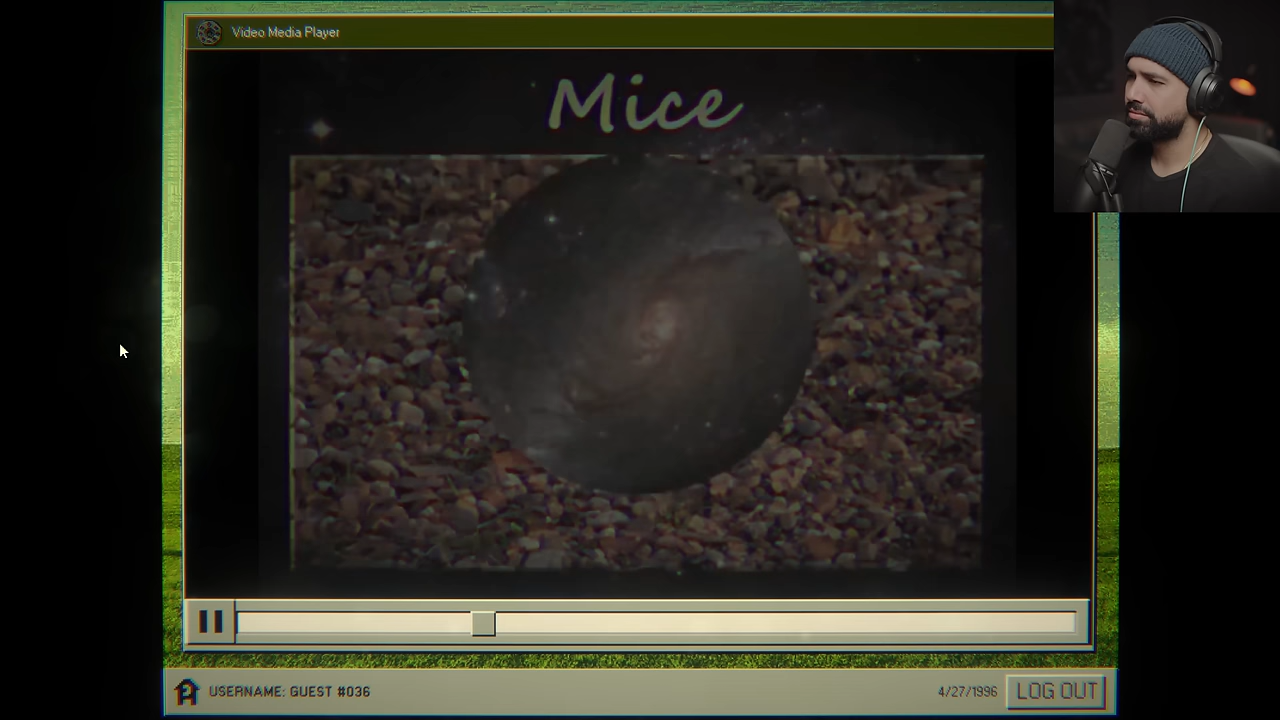 Video Media Player
Mice
USERNAME: GUEST #036
4/27/1996
LOG OUT